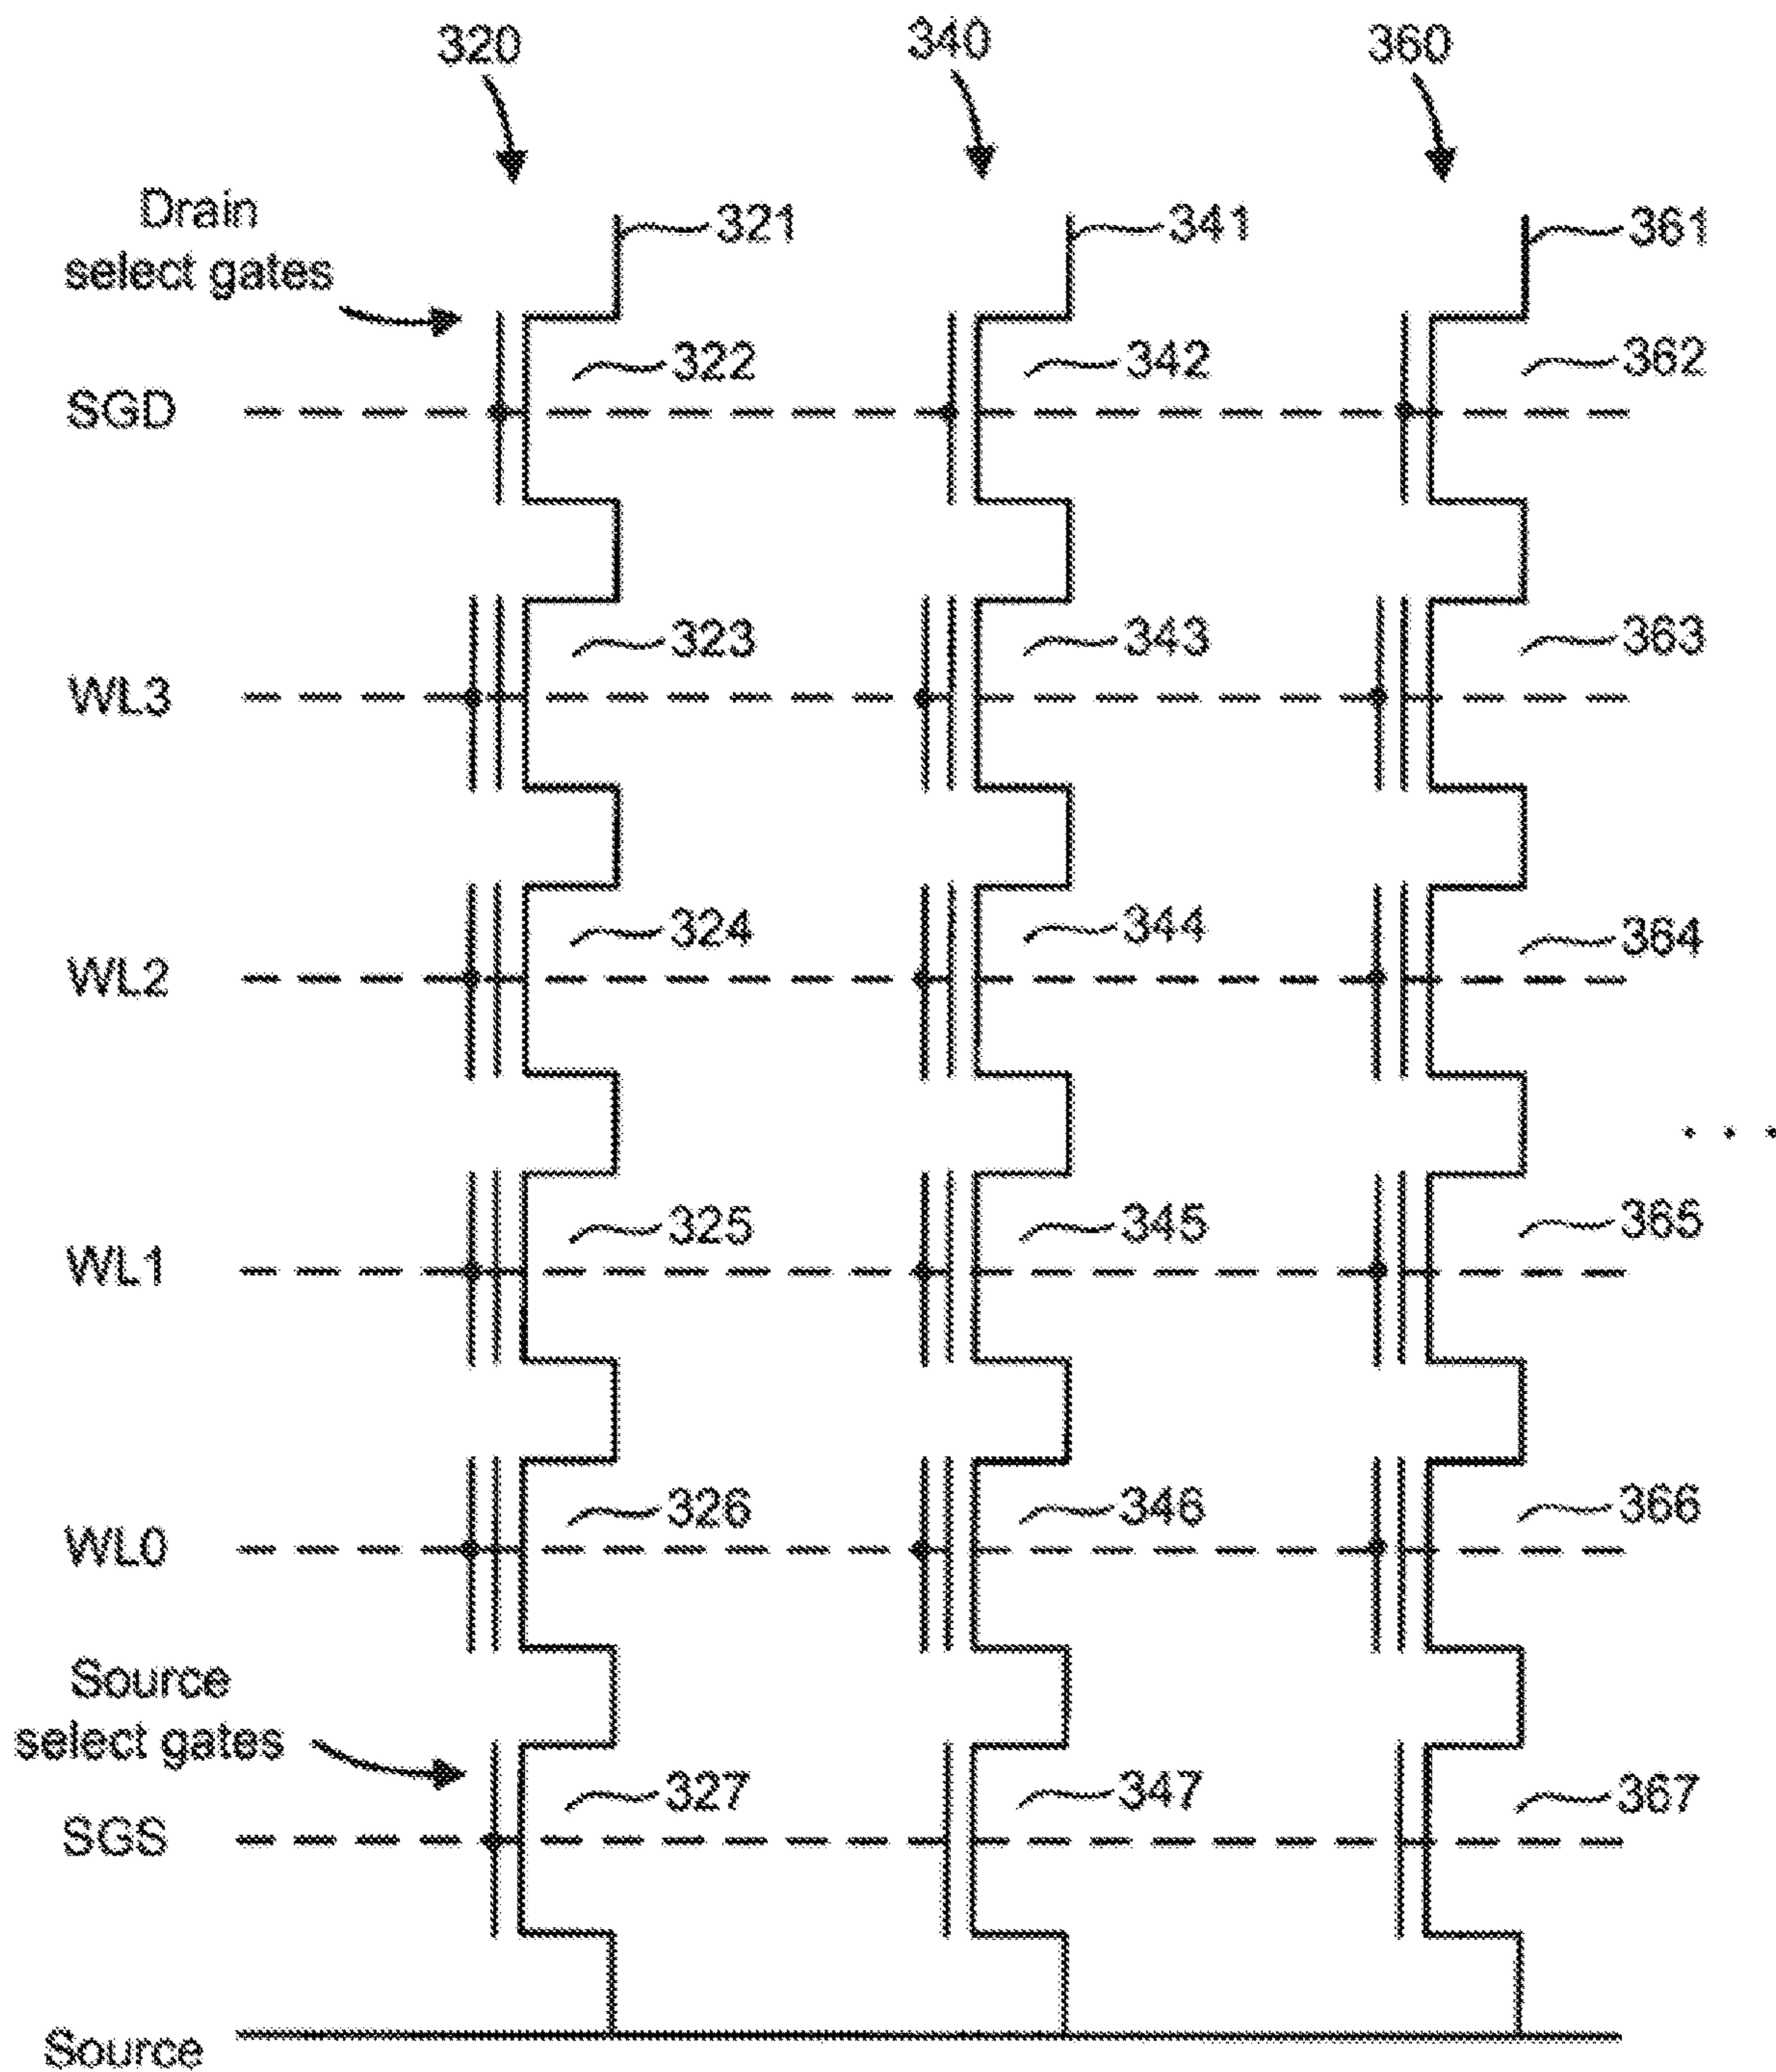 320 340 360
Drain
select gates
321 341 361
322 342 362
SGD
323 343 363
WL3
324 344 364
WL2
. . .
325 345 365
WL1
326 346 366
WL0
Source
select gates
327 347 367
SGS
Source